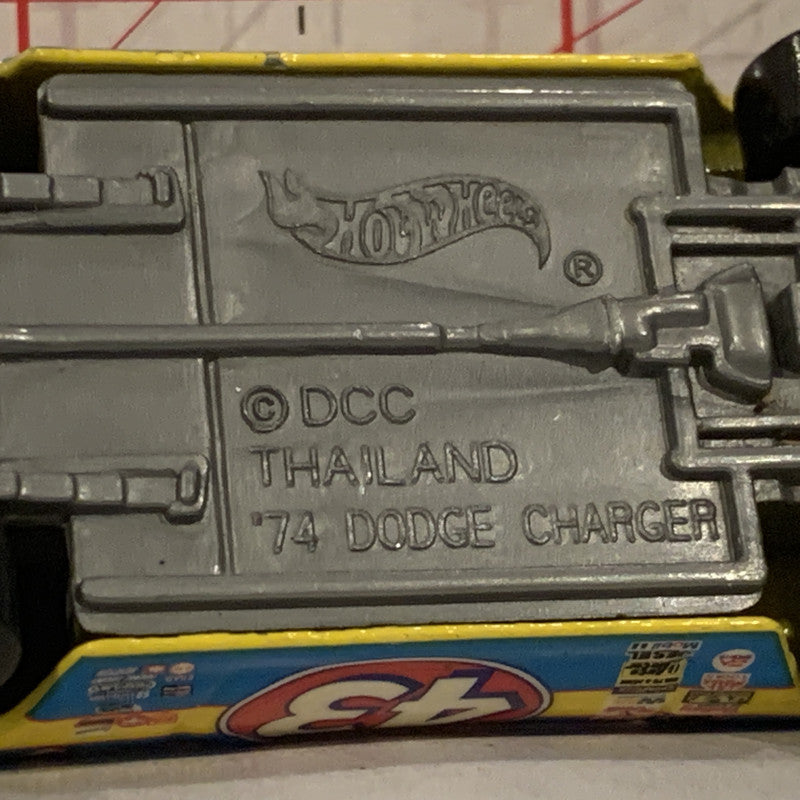 HOT WHEELS
®
© DCC
THAILAND
'74 DODGE CHARGER
43